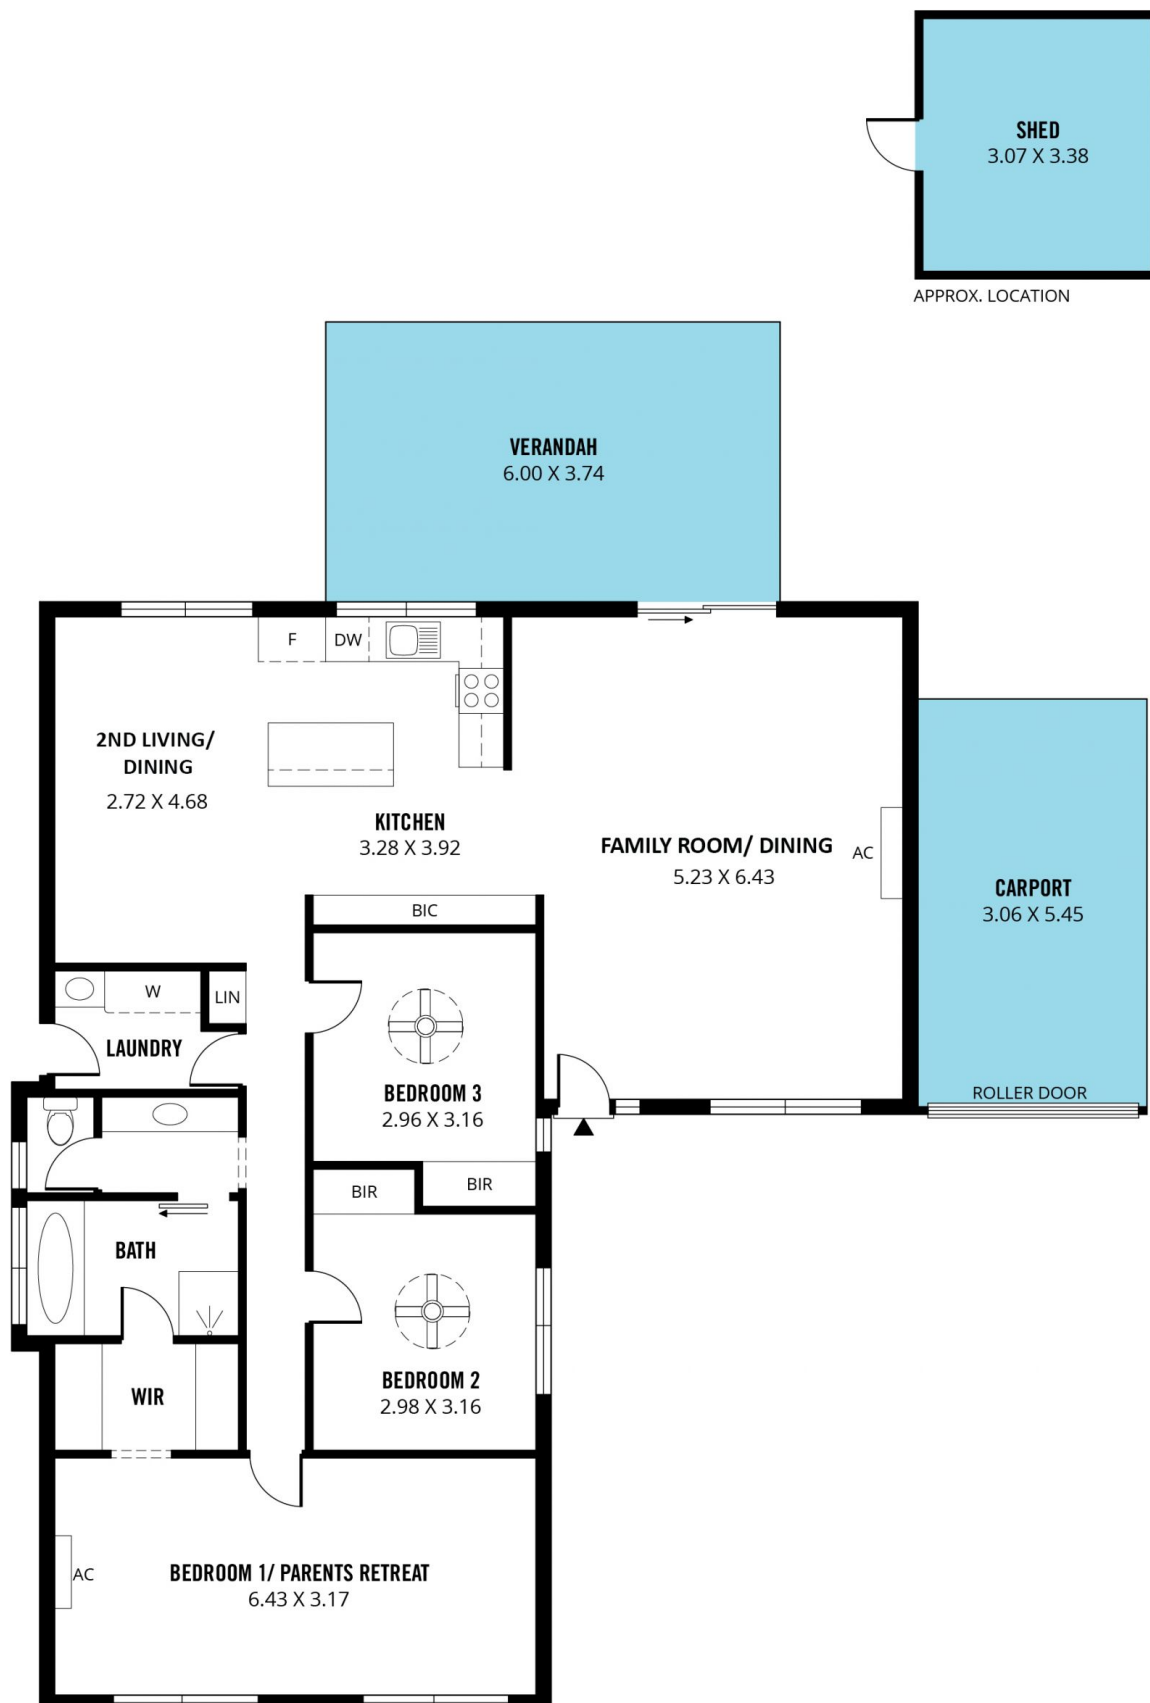 SHED
3.07 X 3.38
APPROX. LOCATION
VERANDAH
6.00 X 3.74
F
DW
2ND LIVING/
DINING
2.72 X 4.68
KITCHEN
3.28 X 3.92
FAMILY ROOM/ DINING
5.23 X 6.43
AC
CARPORT
3.06 X 5.45
ROLLER DOOR
BIC
W
LIN
LAUNDRY
BEDROOM 3
2.96 X 3.16
BIR
BIR
BATH
BEDROOM 2
2.98 X 3.16
WIR
AC
BEDROOM 1/ PARENTS RETREAT
6.43 X 3.17